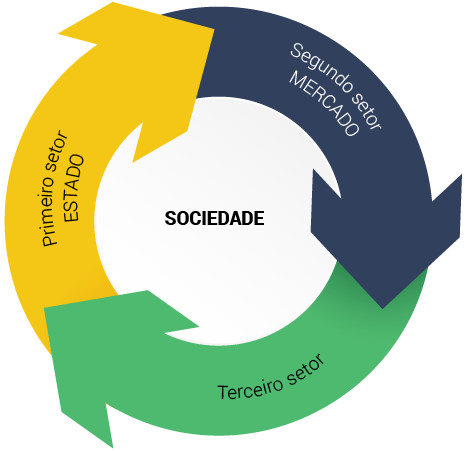 Primeiro setor
ESTADO
Segundo setor
MERCADO
SOCIEDADE
Terceiro setor